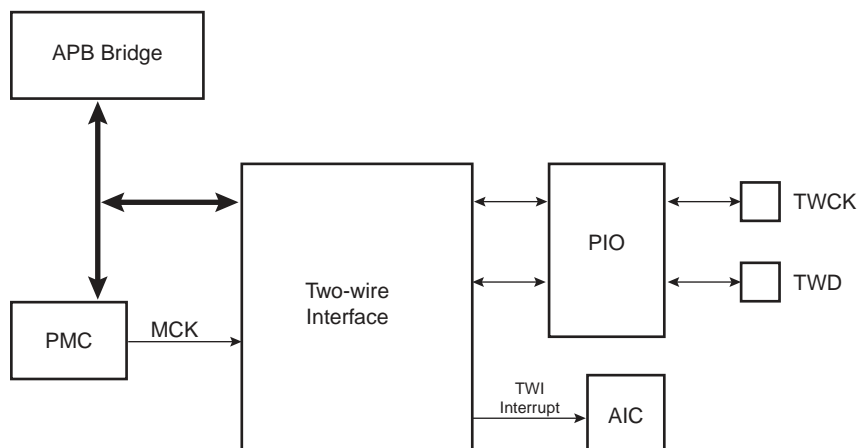 APB Bridge
TWCK
PIO
TWD
Two-wire
Interface
PMC
MCK
TWI
Interrupt
AIC